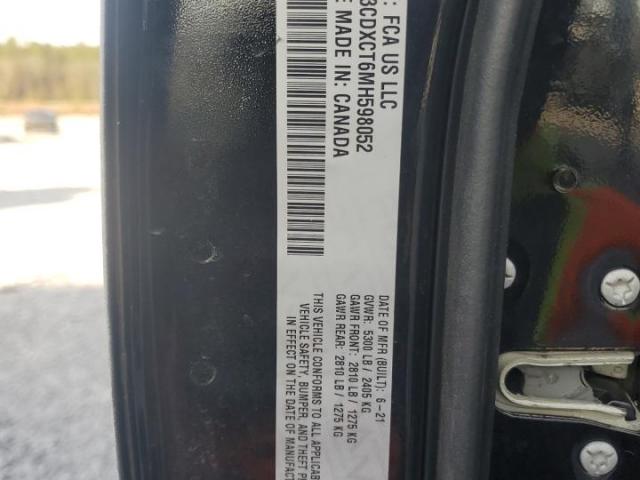 : FCA US LLC
3CDXCT6MH598052
E MADE IN: CANADA
DATE OF MFR (BUILT): 6-21
GVWR: 5300 LB / 2405 KG
GAWR FRONT: 2810 LB / 1275 KG
GAWR REAR: 2810 LB / 1275 KG
THIS VEHICLE CONFORMS TO ALL APPLICAB
VEHICLE SAFETY, BUMPER, AND THEFT P
IN EFFECT ON THE DATE OF MAN